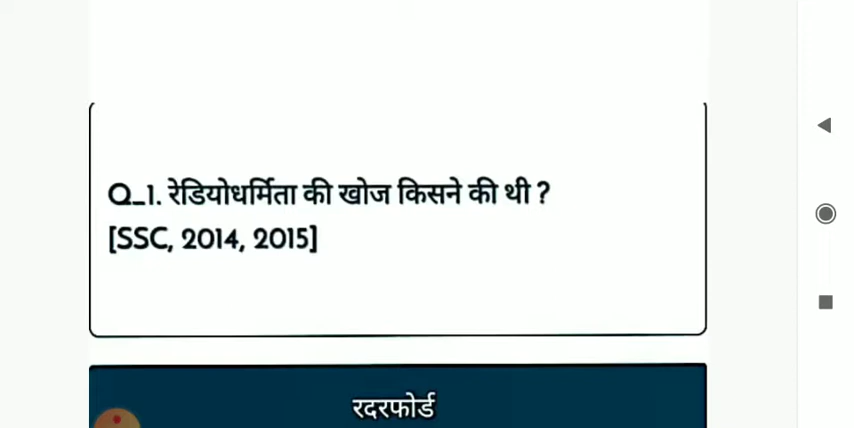 Q_1. रेडियोधर्मिता की खोज किसने की थी ?
[SSC, 2014, 2015]
रदरफोर्ड